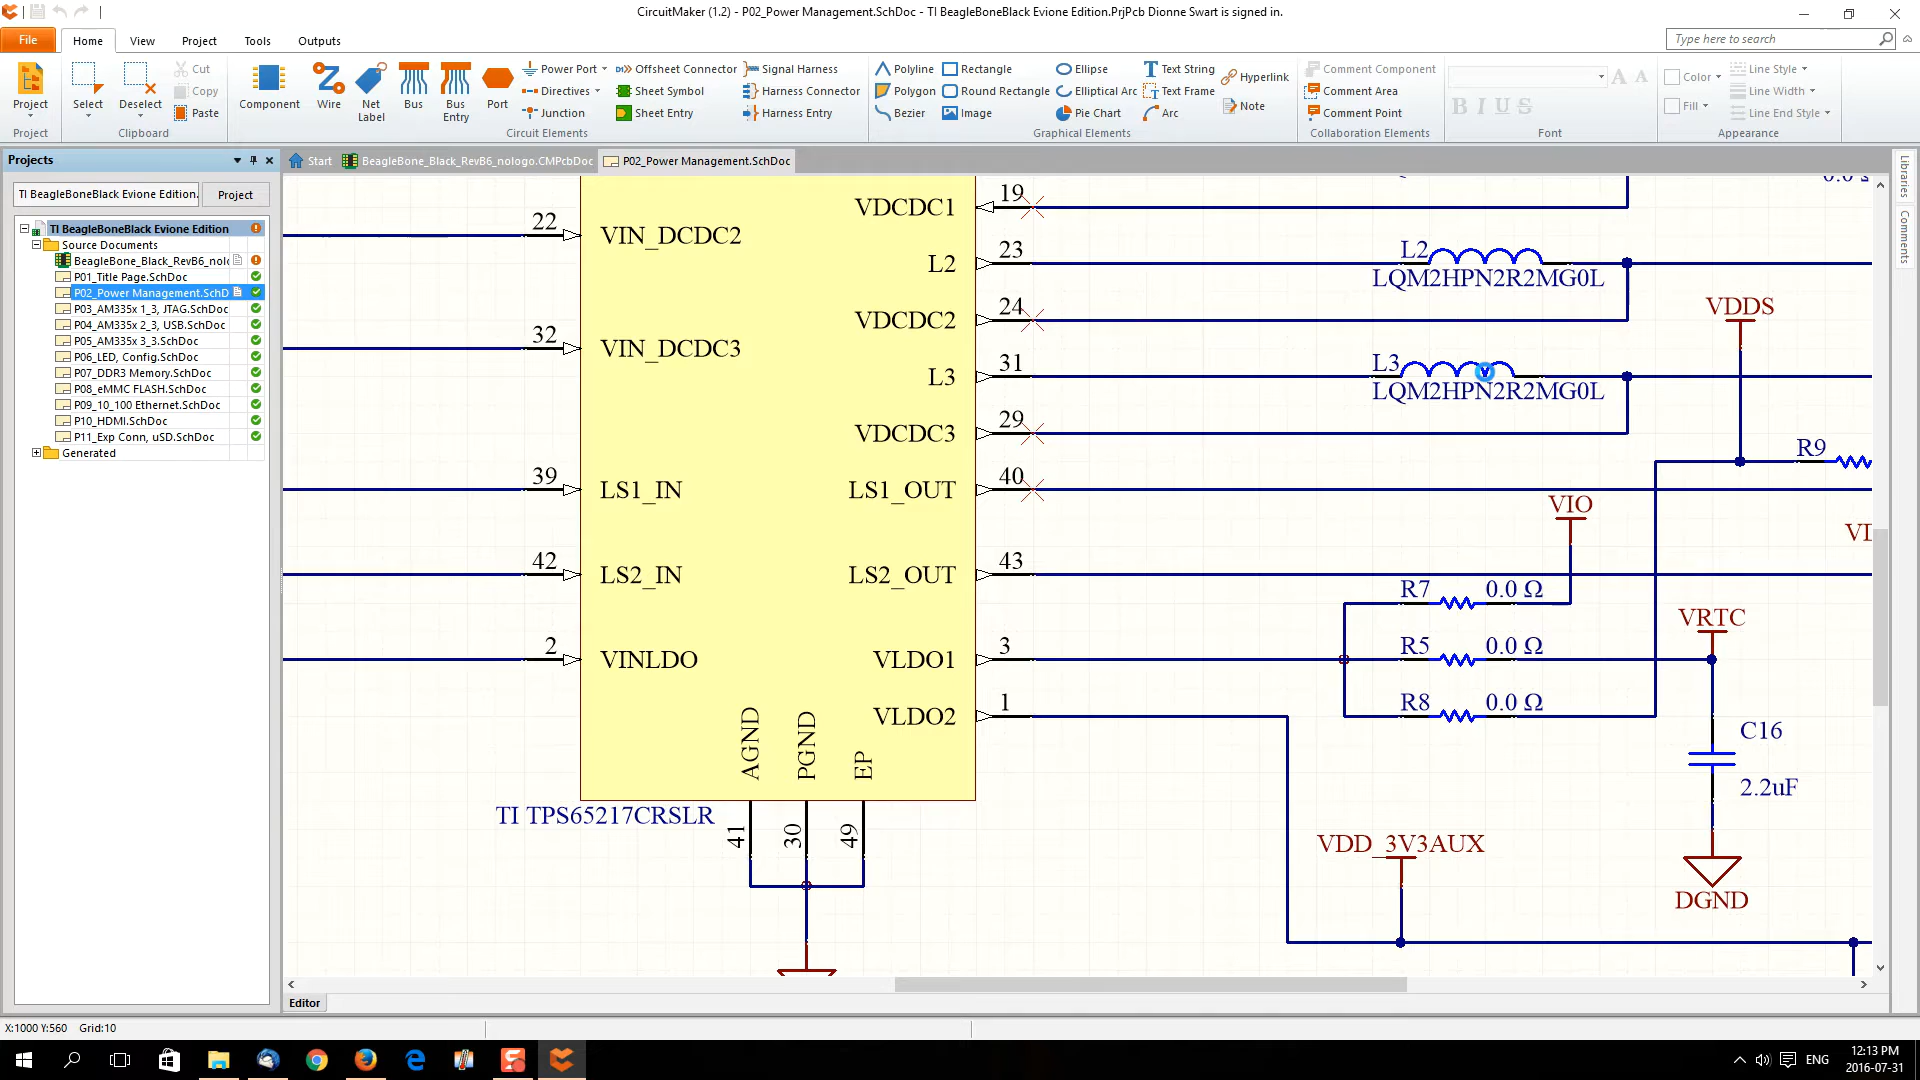 CircuitMaker (1.2) - P02_Power Management.SchDoc - TI BeagleBoneBlack Evione Edition.PrjPcb Dionne Swart is signed in.
File
Home
View
Project
Tools
Outputs
Type here to search
Project
Select
Deselect
Cut
Copy
Paste
Component
Wire
Net Label
Bus
Bus Entry
Port
Power Port
Directives
Junction
Offsheet Connector
Sheet Symbol
Sheet Entry
Signal Harness
Harness Connector
Harness Entry
Polyline
Polygon
Bezier
Rectangle
Round Rectangle
Image
Ellipse
Elliptical Arc
Pie Chart
Text String
Text Frame
Arc
Hyperlink
Note
Comment Component
Comment Area
Comment Point
A A
B I U S
Color
Fill
Line Style
Line Width
Line End Style
Project
Clipboard
Circuit Elements
Graphical Elements
Collaboration Elements
Font
Appearance
Projects
Start
BeagleBone_Black_RevB6_nologo.CMPcbDoc
P02_Power Management.SchDoc
Libraries
Comments
TI BeagleBoneBlack Evione Edition.
Project
TI BeagleBoneBlack Evione Edition
Source Documents
BeagleBone_Black_RevB6_nolo
P01_Title Page.SchDoc
P02_Power Management.SchD
P03_AM335x 1_3, JTAG.SchDoc
P04_AM335x 2_3, USB.SchDoc
P05_AM335x 3_3.SchDoc
P06_LED, Config.SchDoc
P07_DDR3 Memory.SchDoc
P08_eMMC FLASH.SchDoc
P09_10_100 Ethernet.SchDoc
P10_HDMI.SchDoc
P11_Exp Conn, uSD.SchDoc
Generated
22 VIN_DCDC2
32 VIN_DCDC3
39 LS1_IN
42 LS2_IN
2 VINLDO
VDCDC1 19
L2 23
VDCDC2 24
L3 31
VDCDC3 29
LS1_OUT 40
LS2_OUT 43
VLDO1 3
VLDO2 1
AGND
PGND
EP
41
30
49
TI TPS65217CRSLR
L2
LQM2HPN2R2MG0L
L3
LQM2HPN2R2MG0L
VDDS
R9
VIO
R7 0.0 Ω
R5 0.0 Ω
R8 0.0 Ω
VRTC
C16
2.2uF
DGND
VDD_3V3AUX
Editor
X:1000 Y:560 Grid:10
ENG
12:13 PM
2016-07-31